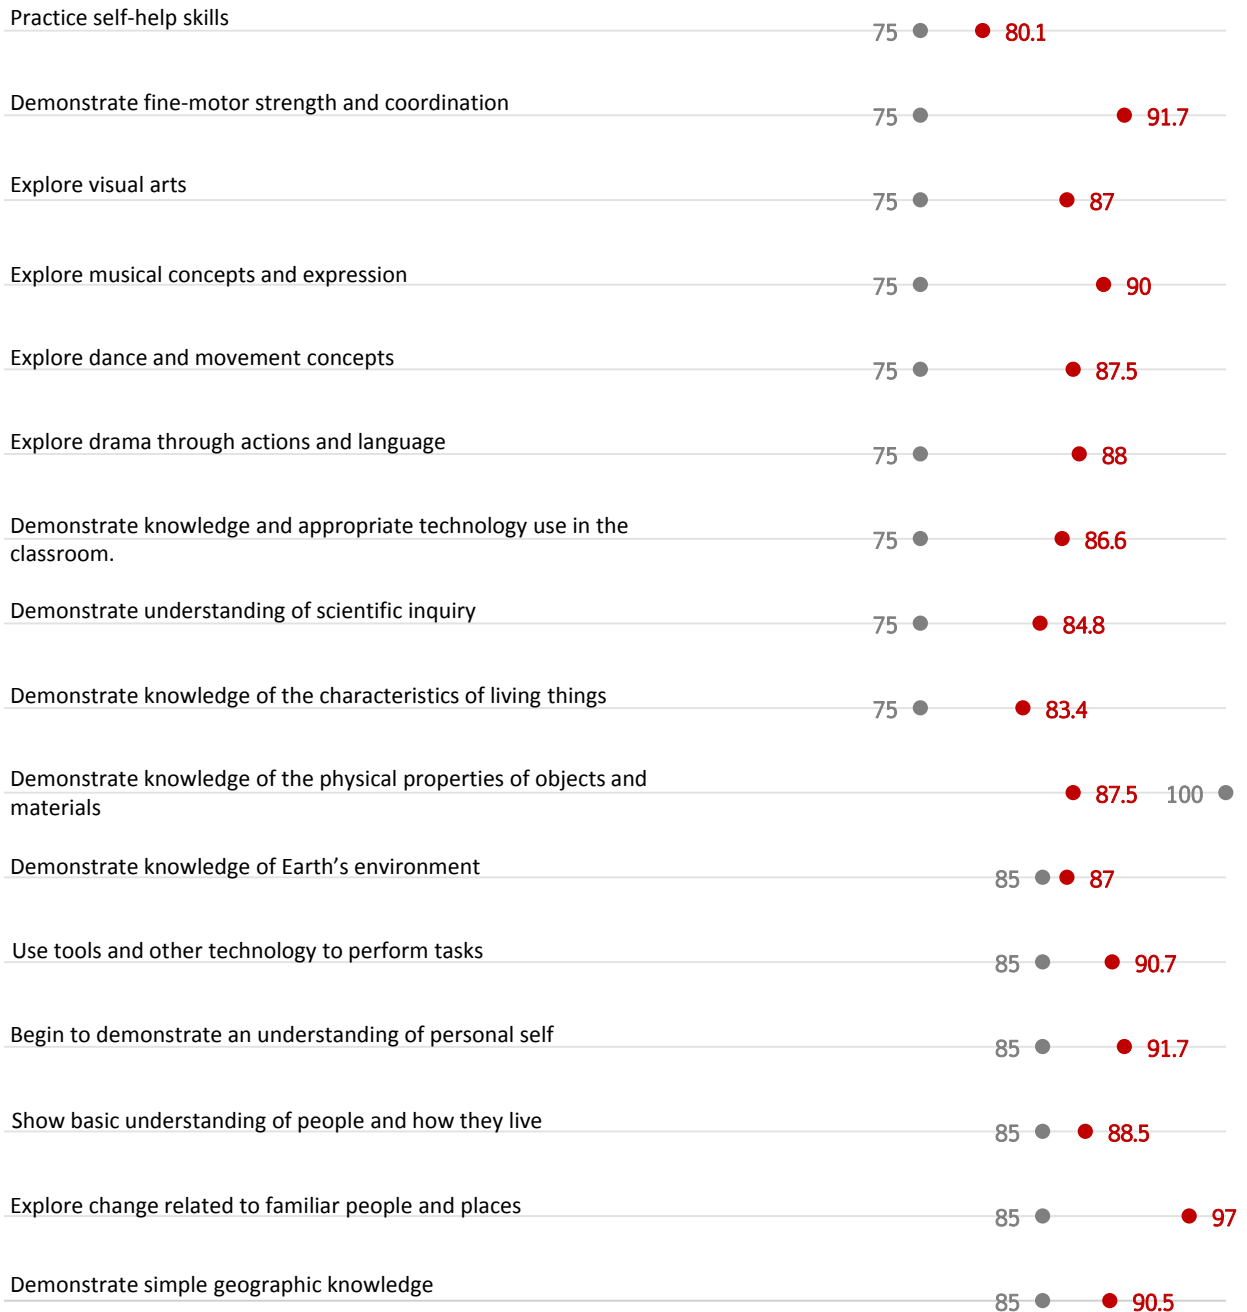 Practice self-help skills
75 80.1
Demonstrate fine-motor strength and coordination
75 91.7
Explore visual arts
75 87
Explore musical concepts and expression
75 90
Explore dance and movement concepts
75 87.5
Explore drama through actions and language
75 88
Demonstrate knowledge and appropriate technology use in the
classroom.
75 86.6
Demonstrate understanding of scientific inquiry
75 84.8
Demonstrate knowledge of the characteristics of living things
75 83.4
Demonstrate knowledge of the physical properties of objects and
materials
87.5 100
Demonstrate knowledge of Earth’s environment
85 87
Use tools and other technology to perform tasks
85 90.7
Begin to demonstrate an understanding of personal self
85 91.7
Show basic understanding of people and how they live
85 88.5
Explore change related to familiar people and places
85 97
Demonstrate simple geographic knowledge
85 90.5